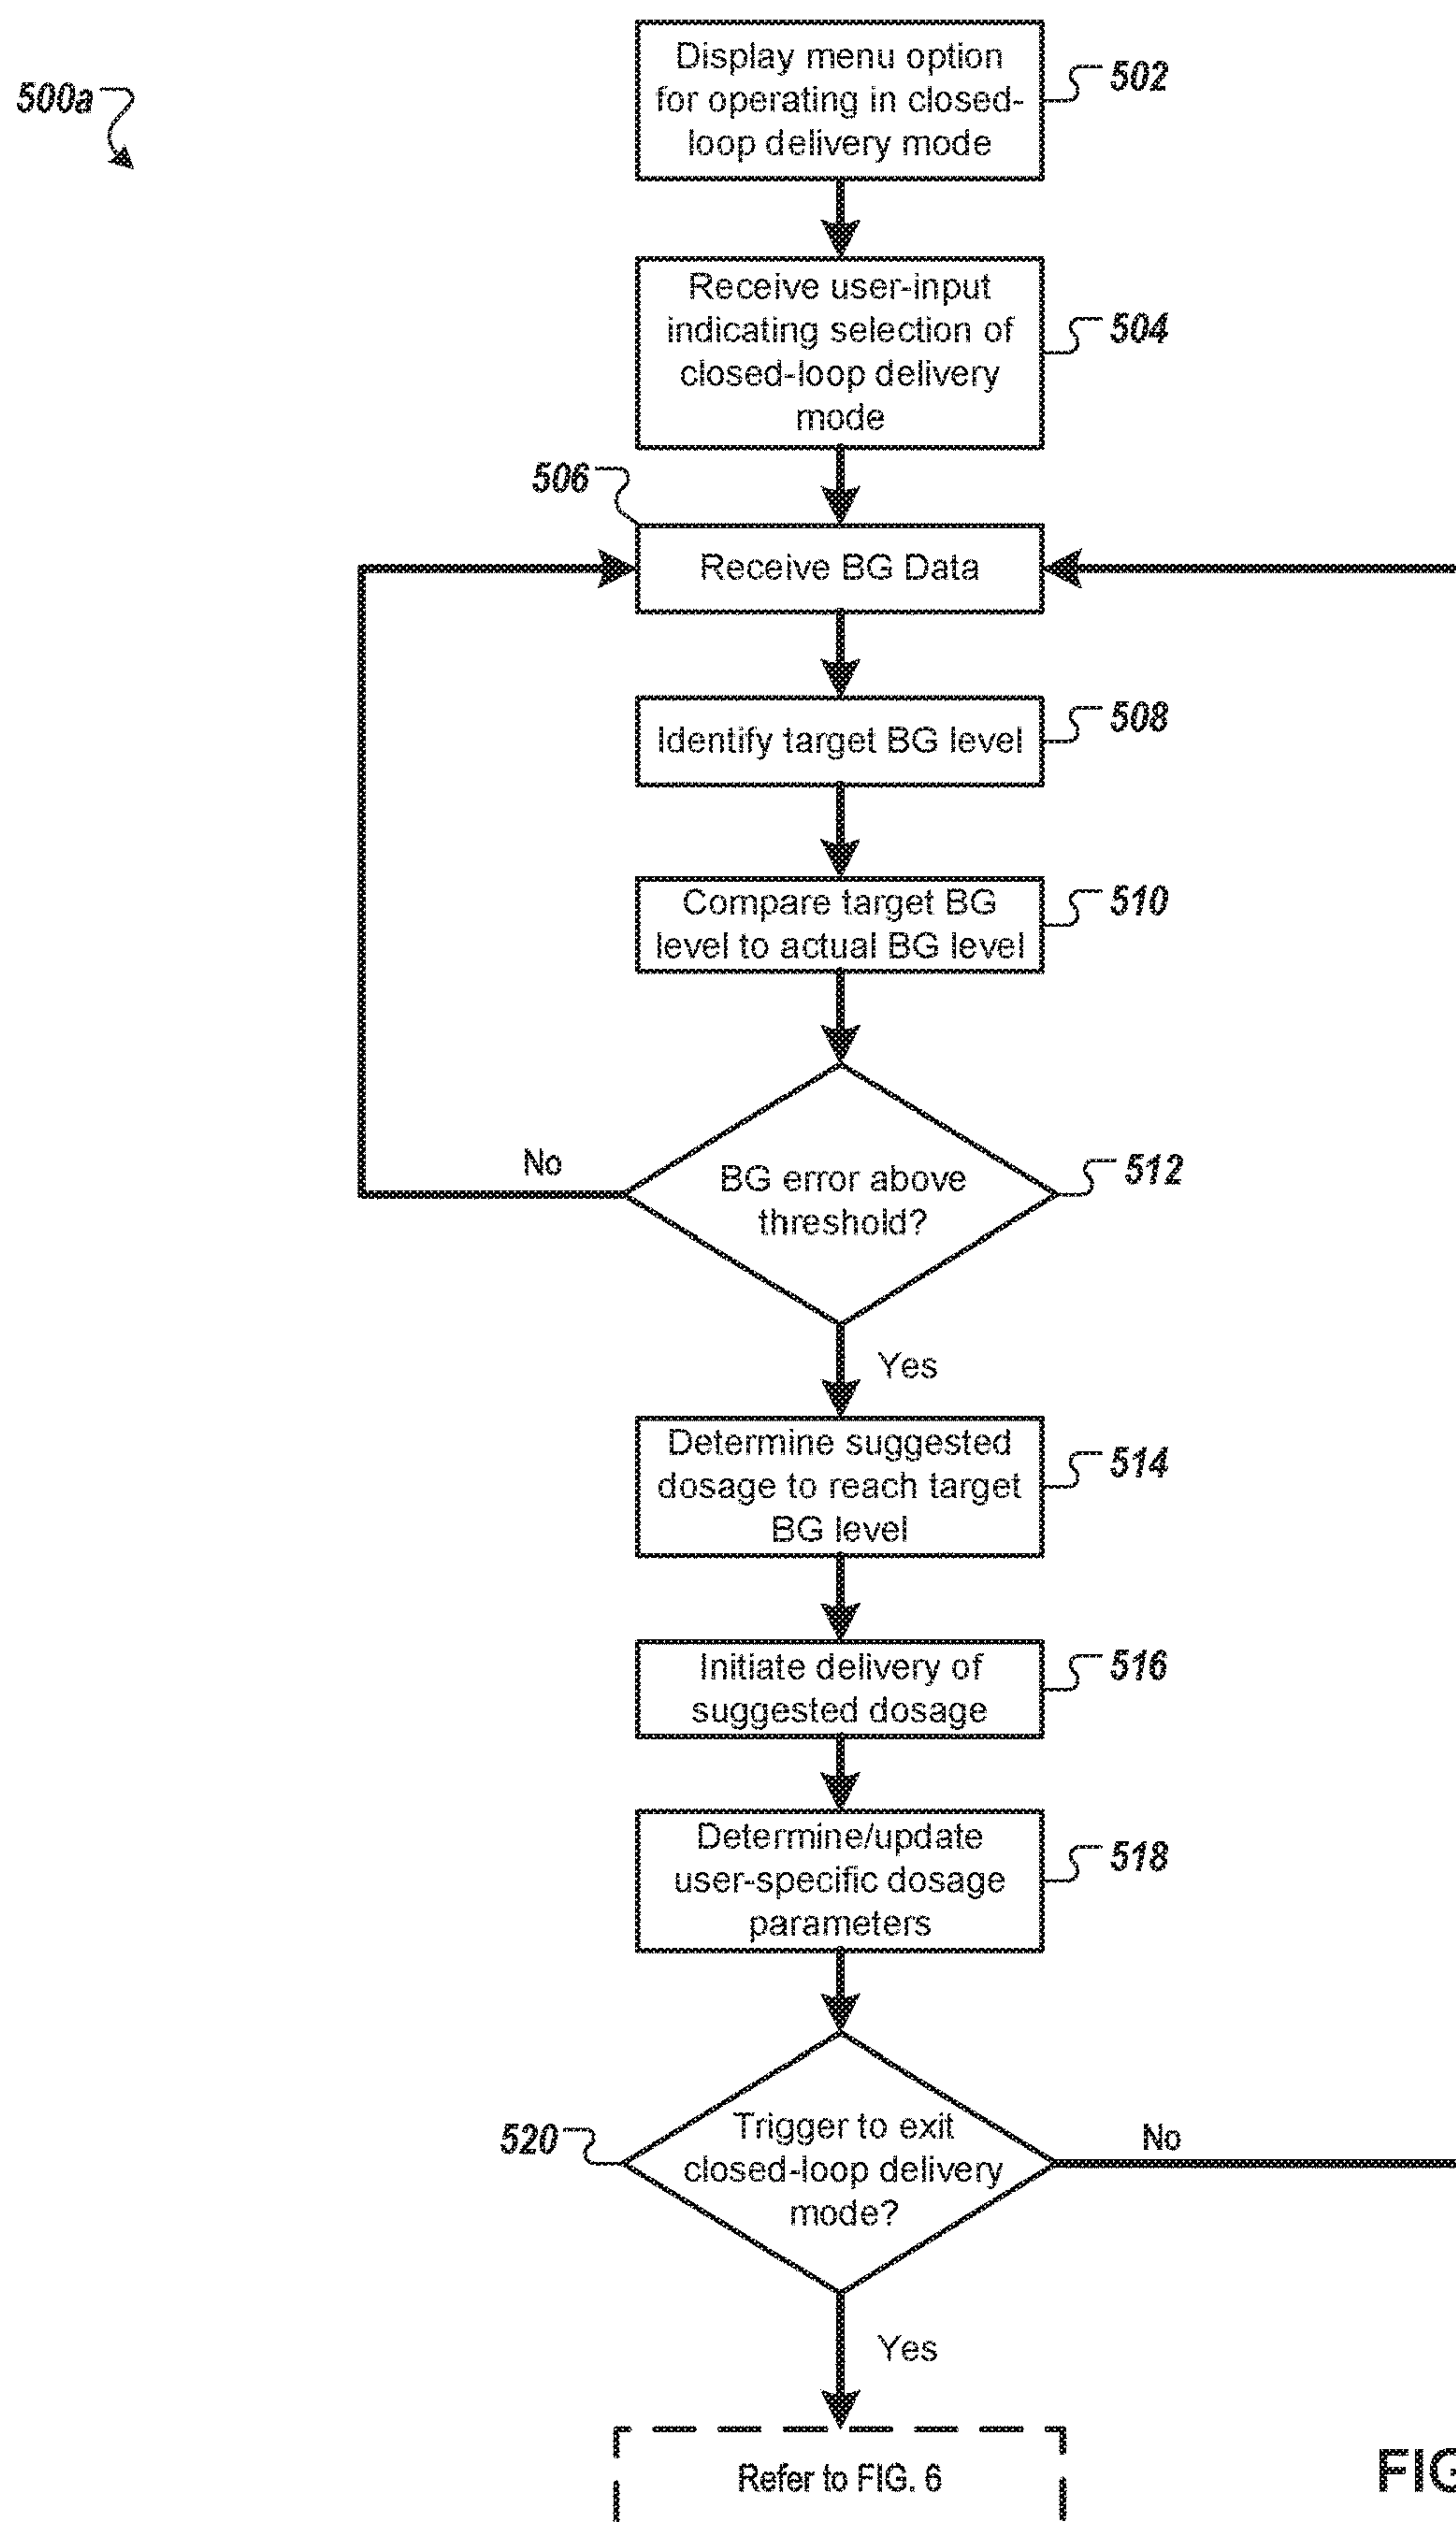 500a
Display menu option
for operating in closed-
loop delivery mode
502
Receive user-input
indicating selection of
closed-loop delivery
mode
504
506
Receive BG Data
Identify target BG level
508
Compare target BG
level to actual BG level
510
No
BG error above
threshold?
512
Yes
Determine suggested
dosage to reach target
BG level
514
Initiate delivery of
suggested dosage
516
Determine/update
user-specific dosage
parameters
518
520
Trigger to exit
closed-loop delivery
mode?
No
Yes
Refer to FIG. 6
FIG